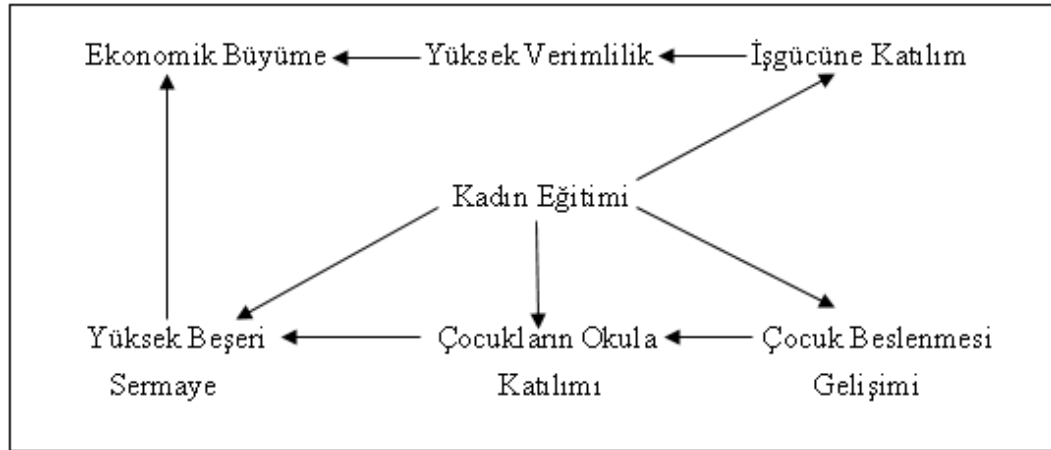 Ekonomik Büyüme Yüksek Verimlilik İşgücüne Katılım
Kadın Eğitimi
Yüksek Beşeri Çocukların Okula Çocuk Beslenmesi
Sermaye Katılımı Gelişimi